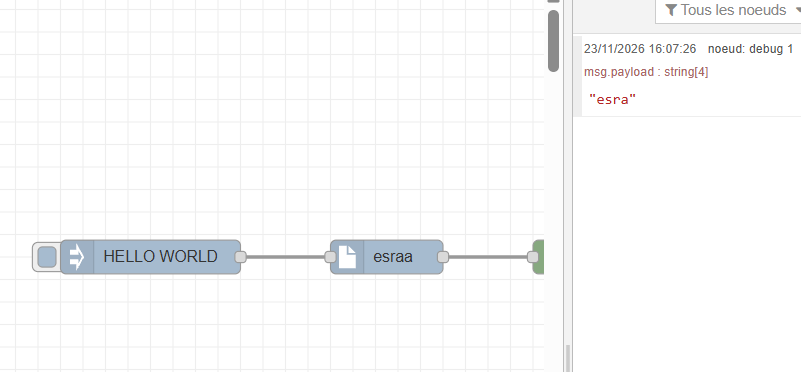 Tous les noeuds
23/11/2026 16:07:26 noeud: debug 1
msg.payload : string[4]
"esra"
HELLO WORLD
esraa